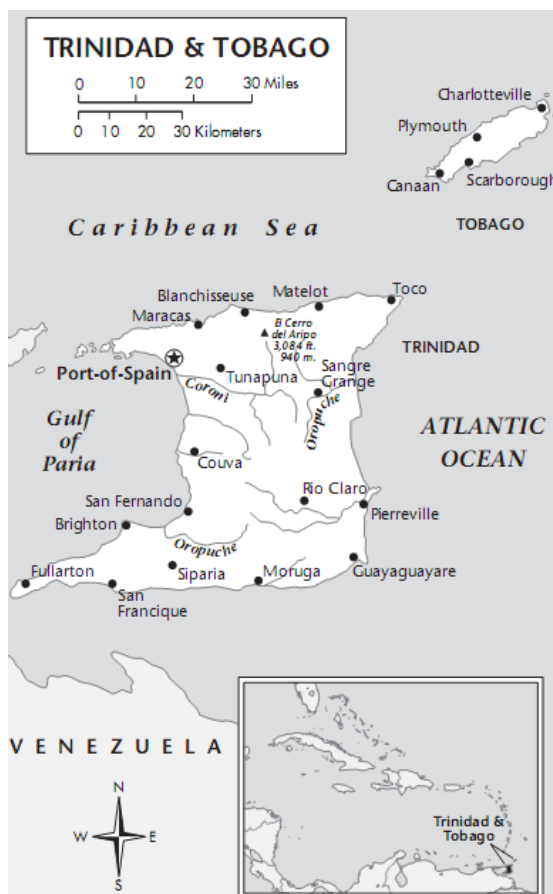 TRINIDAD & TOBAGO
0 10 20 30 Miles
0 10 20 30 Kilometers
Charlotteville
Plymouth
Canaan
Scarborough
TOBAGO
Caribbean Sea
Blanchisseuse
Matelot
Toco
Maracas
El Cerro
del Aripo
3,084 ft.
940 m.
TRINIDAD
Port-of-Spain
Tunapuna
Sangre
Grange
Coroni
Oropuche
Gulf
of
Paria
ATLANTIC
OCEAN
Couva
San Fernando
Rio Claro
Pierreville
Brighton
Oropuche
Fullarton
Siparia
Moruga
Guayaguayare
San
Francique
VENEZUELA
N
W E
S
Trinidad &
Tobago